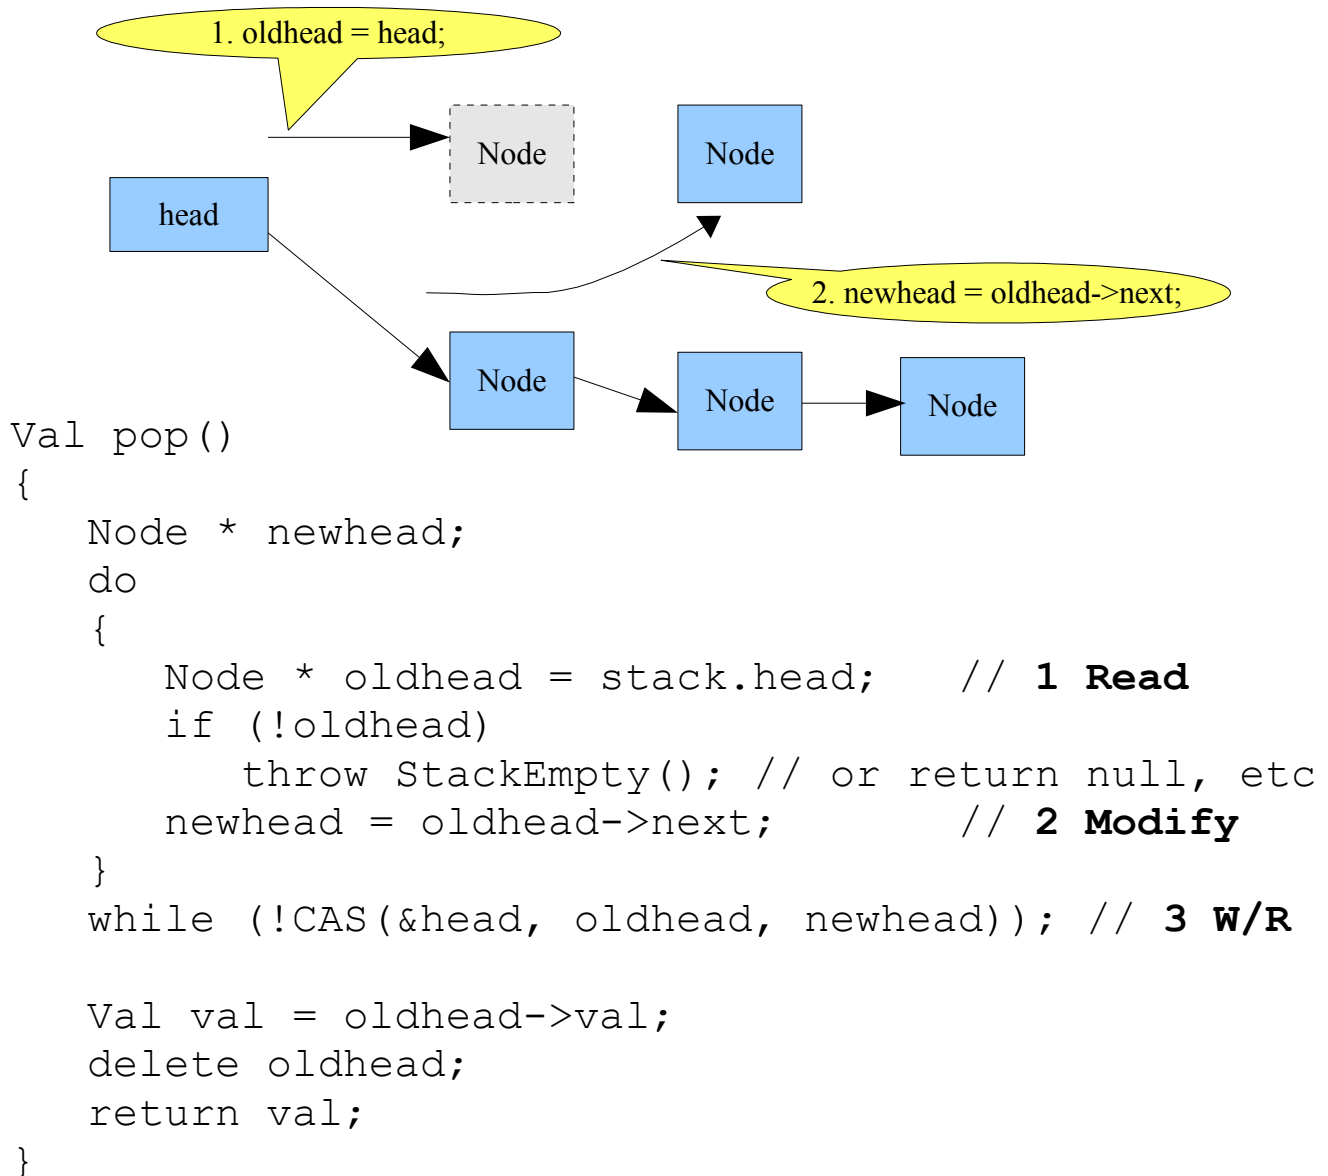 1. oldhead = head;
Node
Node
head
2. newhead = oldhead->next;
Node
Node
Node
Val pop()
{
   Node * newhead;
   do
   {
      Node * oldhead = stack.head;   // 1 Read
      if (!oldhead)
         throw StackEmpty(); // or return null, etc
      newhead = oldhead->next;       // 2 Modify
   }
   while (!CAS(&head, oldhead, newhead)); // 3 W/R
   Val val = oldhead->val;
   delete oldhead;
   return val;
}